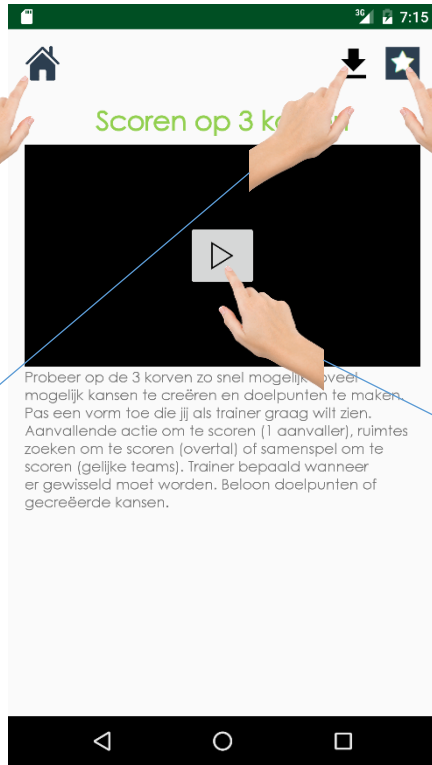 3G 7:15
Scoren op 3 k
Probeer op de 3 korven zo snel mogelijk zoveel
mogelijk kansen te creëren en doelpunten te maken.
Pas een vorm toe die jij als trainer graag wilt zien.
Aanvallende actie om te scoren (1 aanvaller), ruimtes
zoeken om te scoren (overtal) of samenspel om te
scoren (gelijke teams). Trainer bepaald wanneer
er gewisseld moet worden. Beloon doelpunten of
gecreëerde kansen.